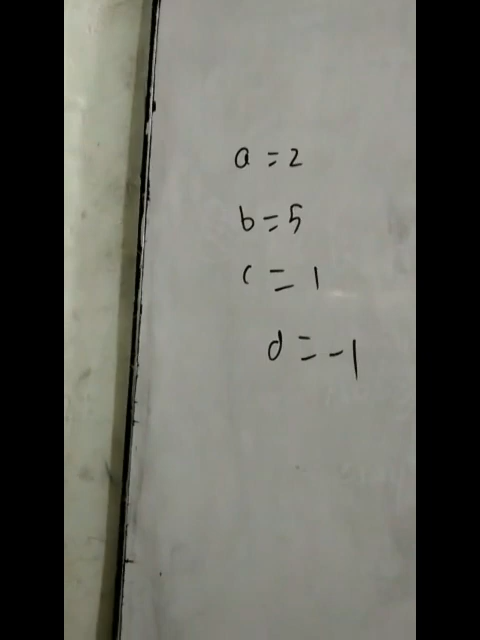 a = 2
b = 5
c = 1
d = -1